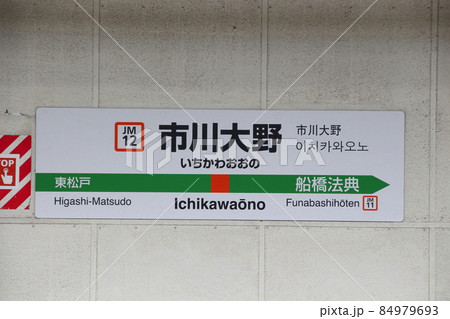 JM
12
市川大野
いちかわおおの
市川大野
이치카와오노
東松戸
船橋法典
Higashi-Matsudo
Ichikawaōno
Funabashihōten
JM
11
TOP
PIXTA
pixta.jp - 84979693